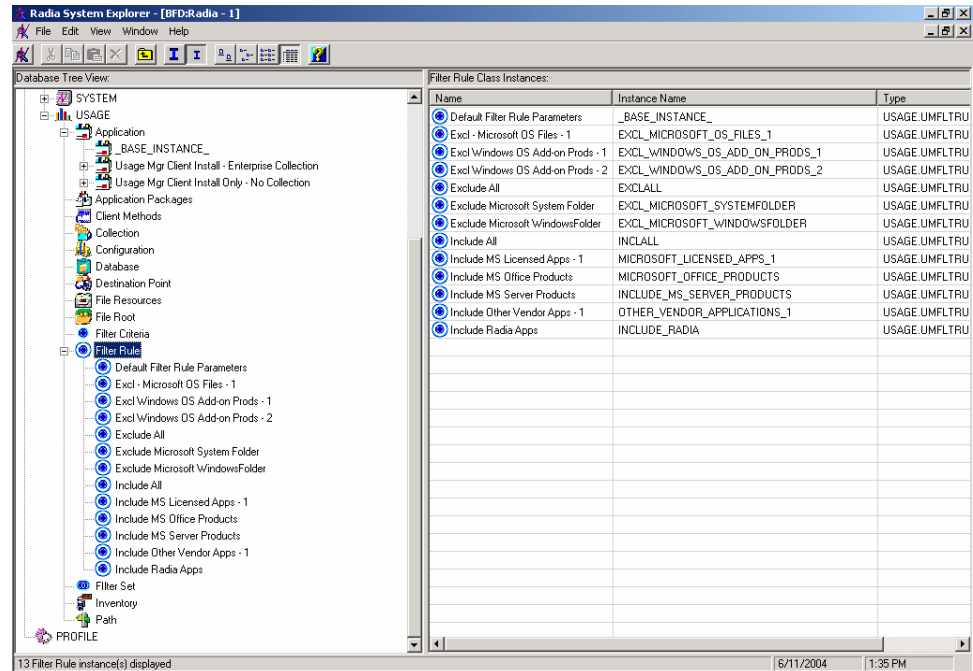 Radia System Explorer - [BFD:Radia - 1]
File Edit View Window Help
Database Tree View:
SYSTEM
USAGE
Application
_BASE_INSTANCE_
Usage Mgr Client Install - Enterprise Collection
Usage Mgr Client Install Only - No Collection
Application Packages
Client Methods
Collection
Configuration
Database
Destination Point
File Resources
File Root
Filter Criteria
Filter Rule
Default Filter Rule Parameters
Excl - Microsoft OS Files - 1
Excl Windows OS Add-on Prods - 1
Excl Windows OS Add-on Prods - 2
Exclude All
Exclude Microsoft System Folder
Exclude Microsoft WindowsFolder
Include All
Include MS Licensed Apps - 1
Include MS Office Products
Include MS Server Products
Include Other Vendor Apps - 1
Include Radia Apps
FIlter Set
Inventory
Path
PROFILE
Filter Rule Class Instances:
Name Instance Name Type
Default Filter Rule Parameters _BASE_INSTANCE_ USAGE.UMFLTRU
Excl - Microsoft OS Files - 1 EXCL_MICROSOFT_OS_FILES_1 USAGE.UMFLTRU
Excl Windows OS Add-on Prods - 1 EXCL_WINDOWS_OS_ADD_ON_PRODS_1 USAGE.UMFLTRU
Excl Windows OS Add-on Prods - 2 EXCL_WINDOWS_OS_ADD_ON_PRODS_2 USAGE.UMFLTRU
Exclude All EXCLALL USAGE.UMFLTRU
Exclude Microsoft System Folder EXCL_MICROSOFT_SYSTEMFOLDER USAGE.UMFLTRU
Exclude Microsoft WindowsFolder EXCL_MICROSOFT_WINDOWSFOLDER USAGE.UMFLTRU
Include All INCLALL USAGE.UMFLTRU
Include MS Licensed Apps - 1 MICROSOFT_LICENSED_APPS_1 USAGE.UMFLTRU
Include MS Office Products MICROSOFT_OFFICE_PRODUCTS USAGE.UMFLTRU
Include MS Server Products INCLUDE_MS_SERVER_PRODUCTS USAGE.UMFLTRU
Include Other Vendor Apps - 1 OTHER_VENDOR_APPLICATIONS_1 USAGE.UMFLTRU
Include Radia Apps INCLUDE_RADIA USAGE.UMFLTRU
13 Filter Rule instance(s) displayed 6/11/2004 1:35 PM